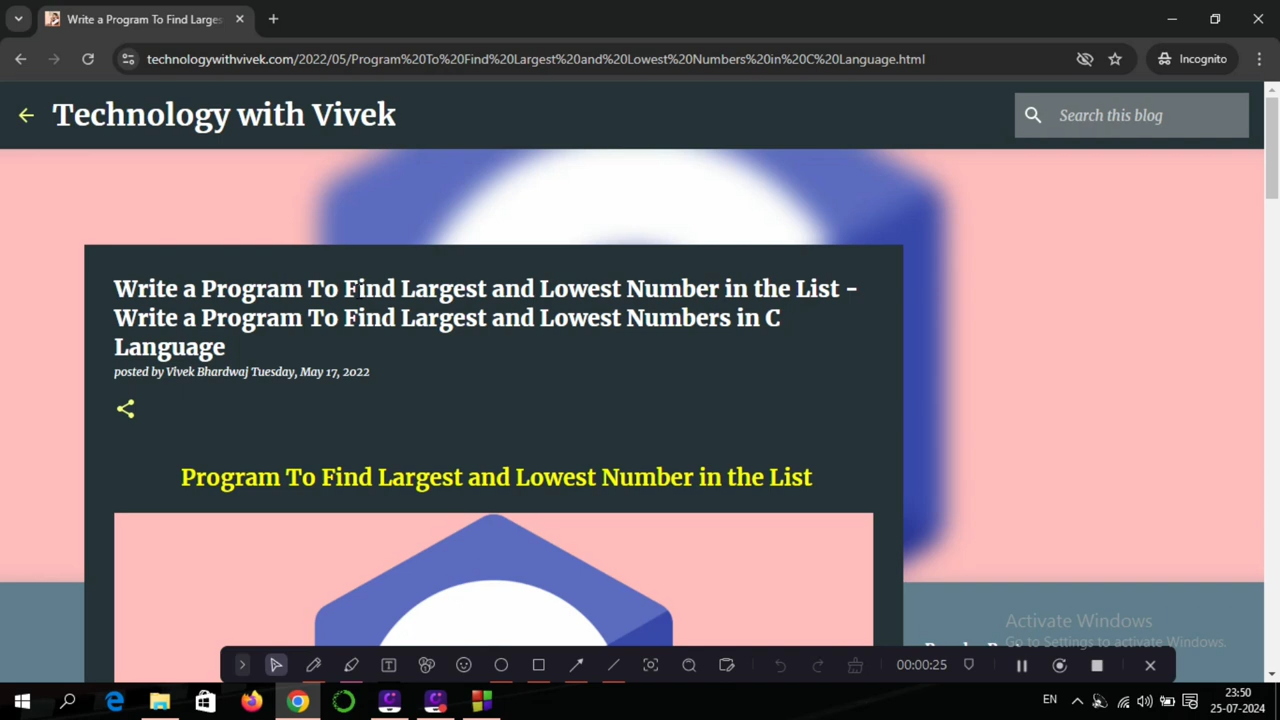 Write a Program To Find Larges
technologywithvivek.com/2022/05/Program%20To%20Find%20Largest%20and%20Lowest%20Numbers%20in%20C%20Language.html
Incognito
Technology with Vivek
Search this blog
Write a Program To Find Largest and Lowest Number in the List -
Write a Program To Find Largest and Lowest Numbers in C
Language
posted by Vivek Bhardwaj Tuesday, May 17, 2022
Program To Find Largest and Lowest Number in the List
Activate Windows
Go to Settings to activate Windows.
00:00:25
EN
23:50
25-07-2024